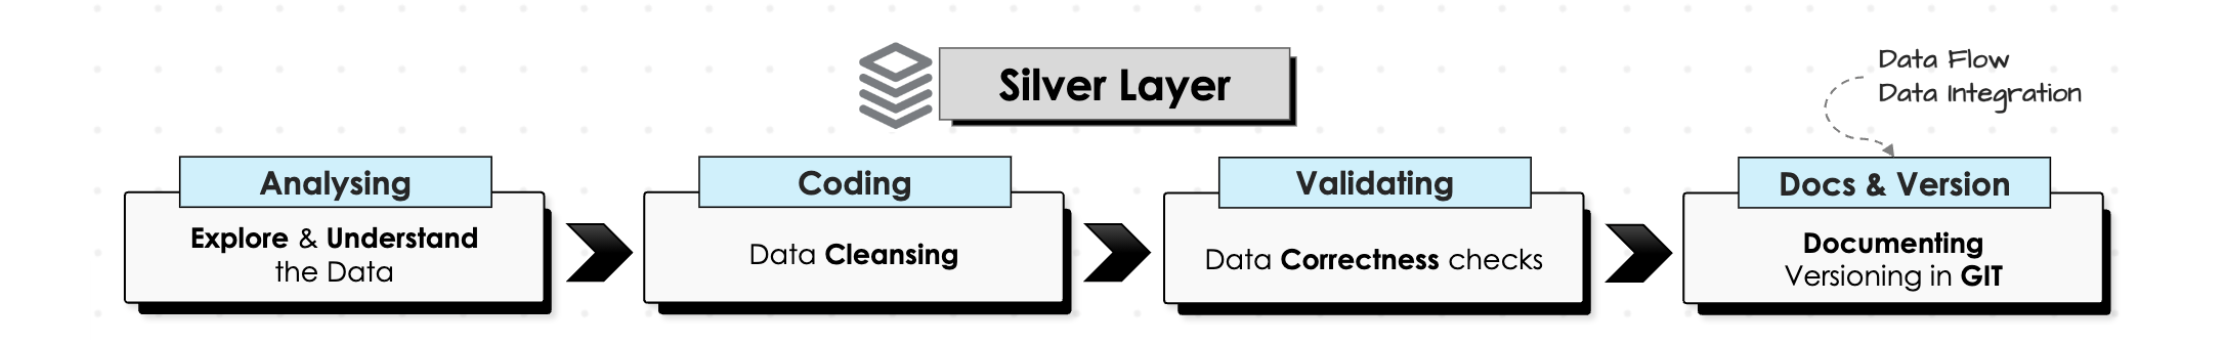 Silver Layer
Data Flow
Data Integration
Analysing
Explore & Understand
the Data
Coding
Data Cleansing
Validating
Data Correctness checks
Docs & Version
Documenting
Versioning in GIT